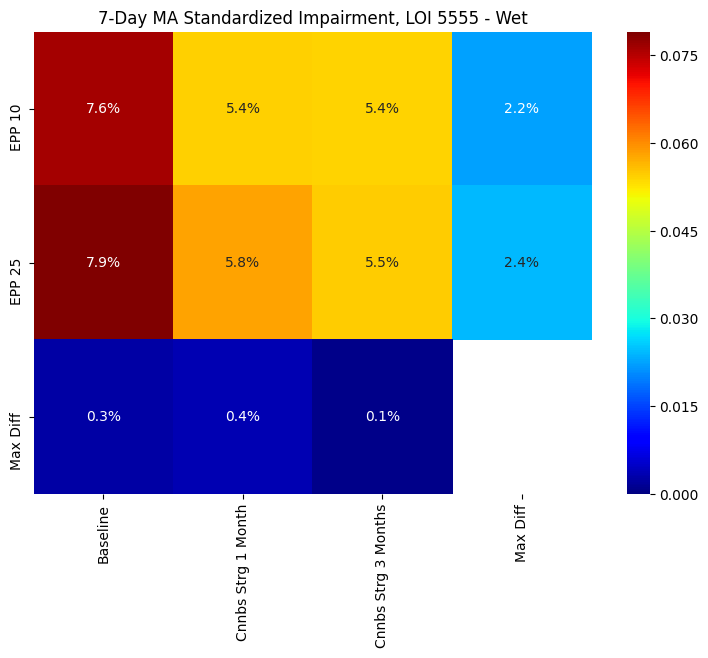 7-Day MA Standardized Impairment, LOI 5555 - Wet
EPP 10
7.6%
5.4%
5.4%
2.2%
EPP 25
7.9%
5.8%
5.5%
2.4%
Max Diff
0.3%
0.4%
0.1%
Baseline
Cnnbs Strg 1 Month
Cnnbs Strg 3 Months
Max Diff
0.075
0.060
0.045
0.030
0.015
0.000